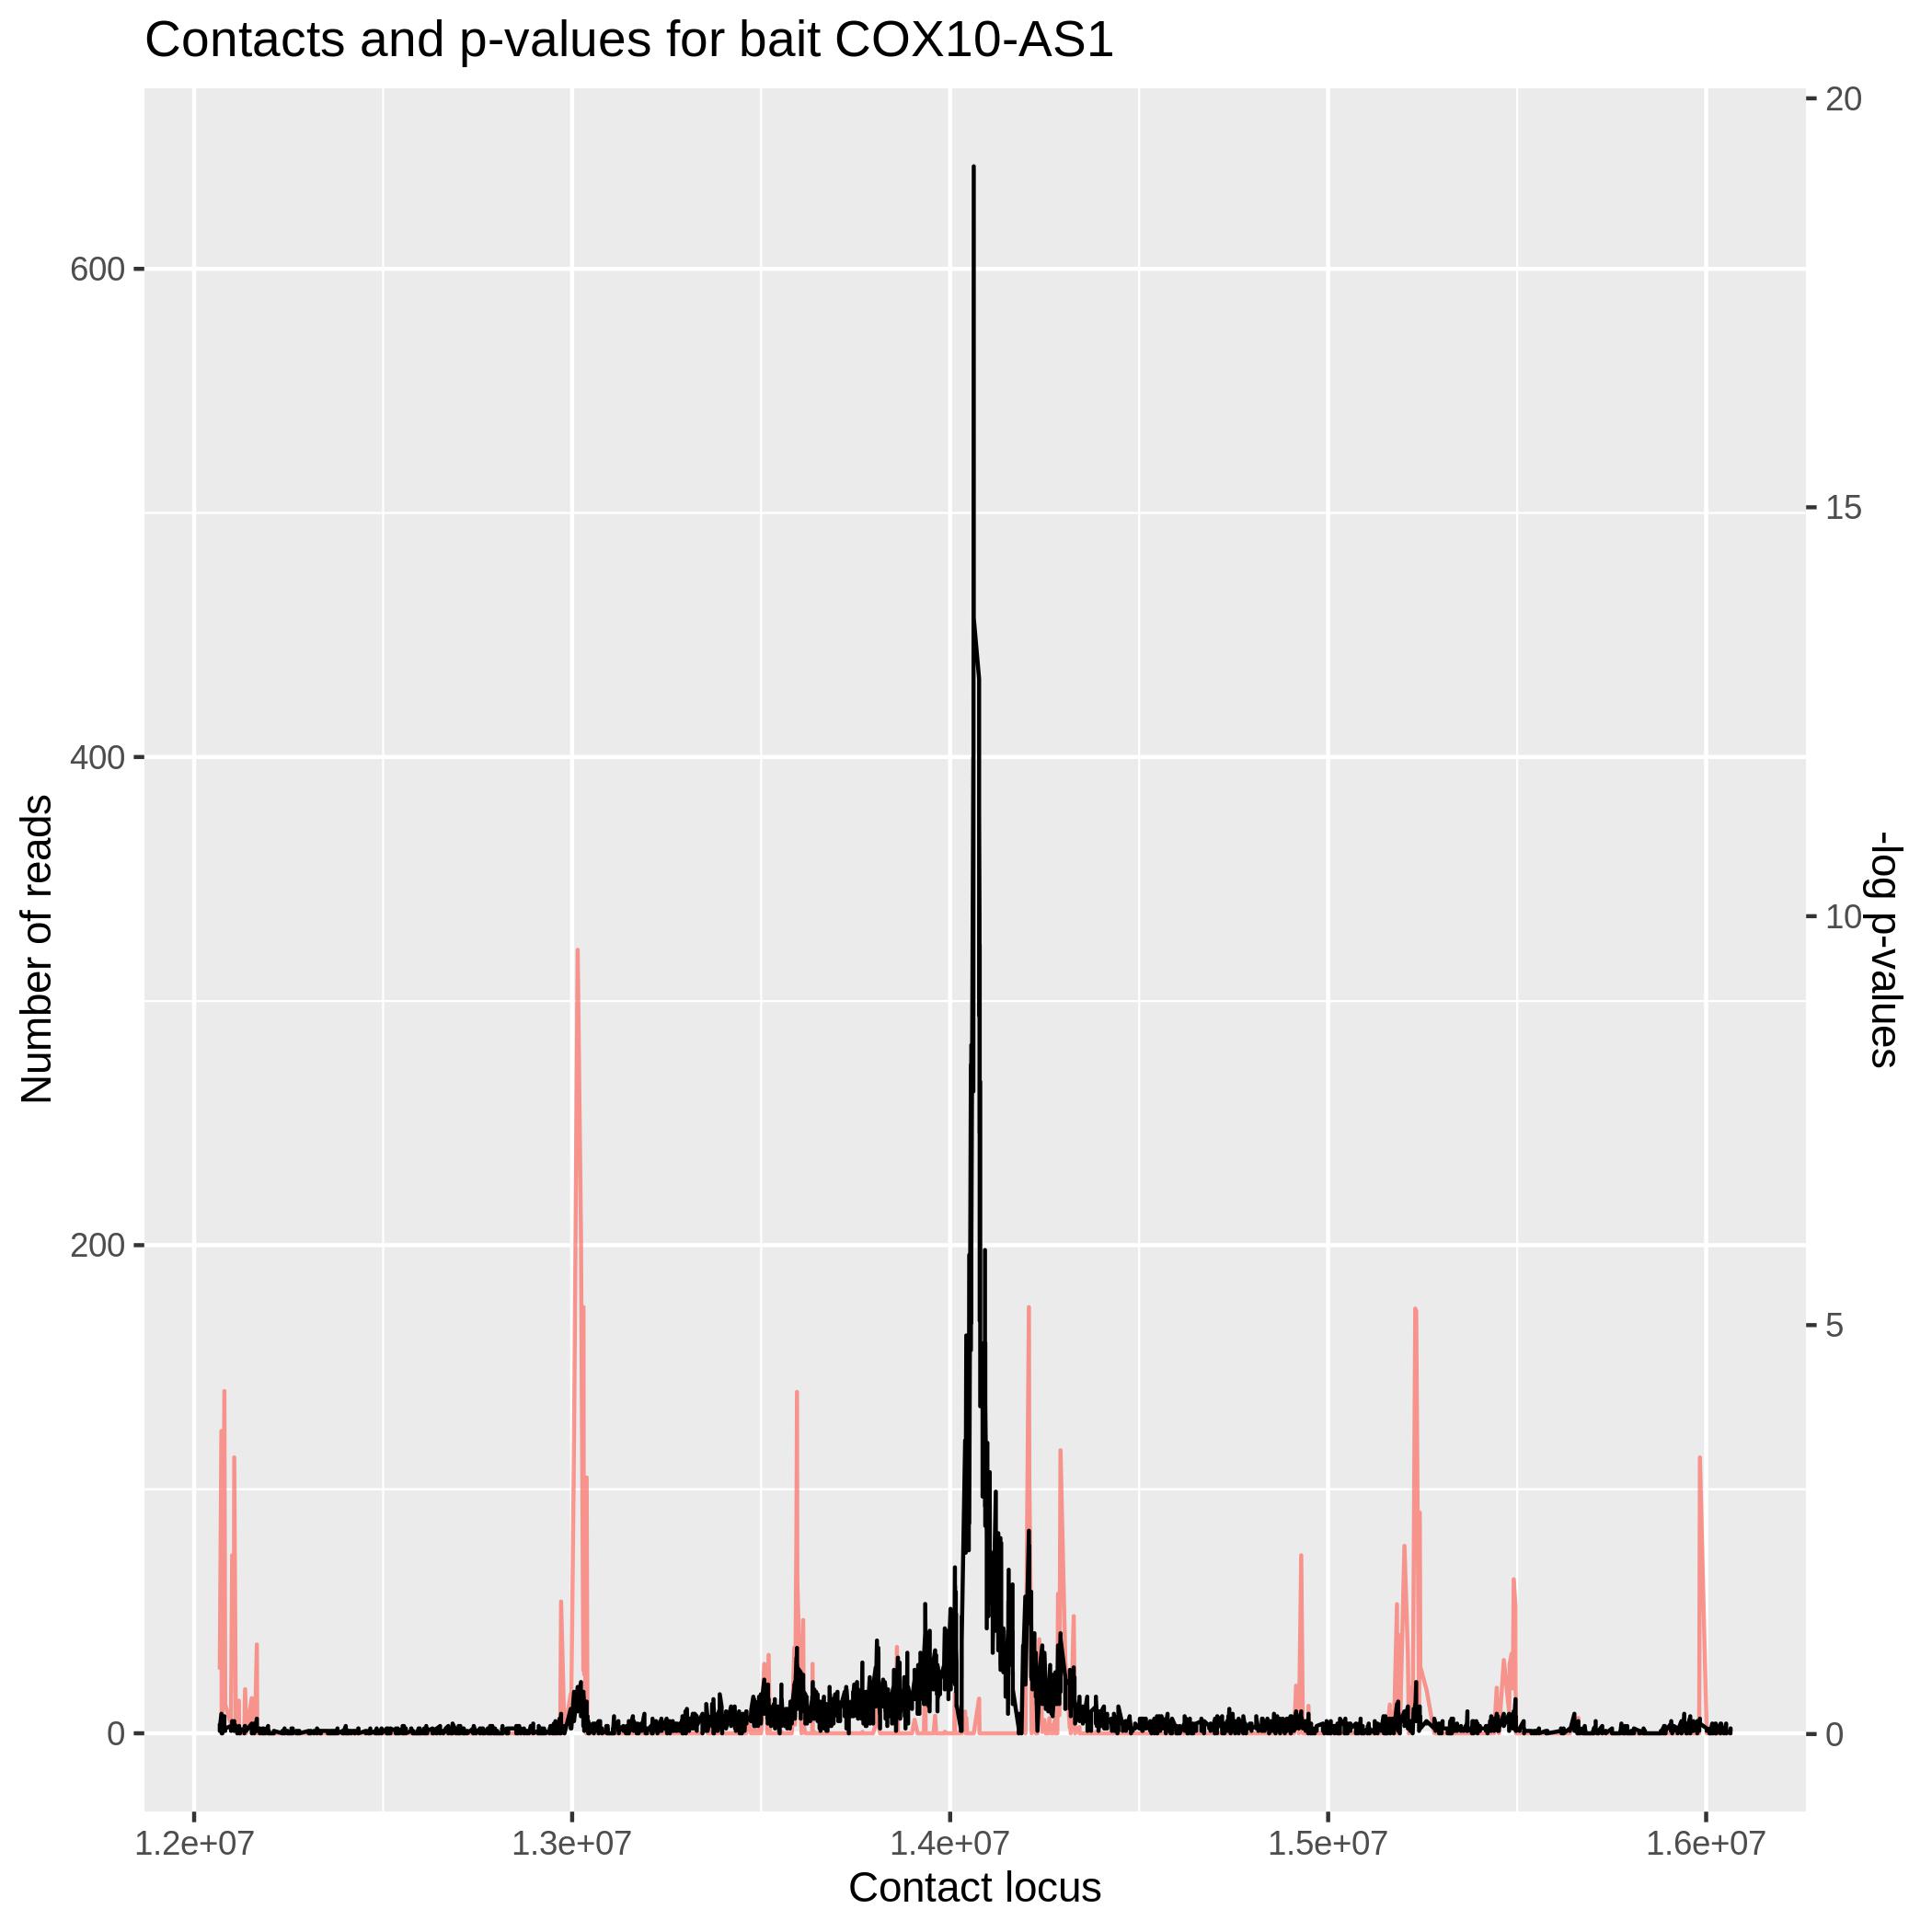 Contacts and p-values for bait COX10-AS1
Number of reads
600
400
200
0
20
15
10
5
0
-log p-values
1.2e+07
1.3e+07
1.4e+07
1.5e+07
1.6e+07
Contact locus